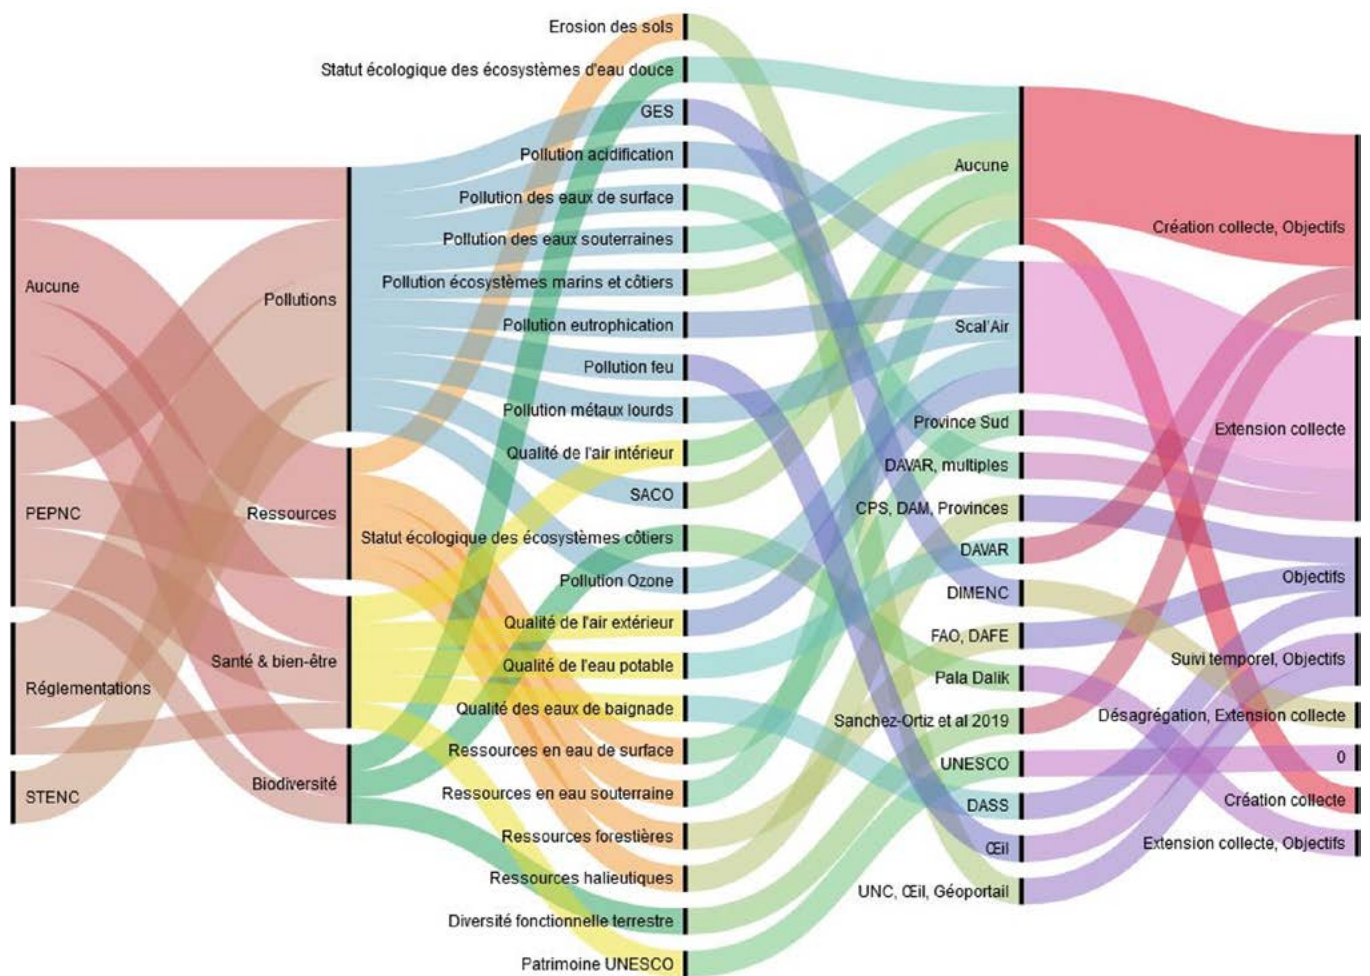 Aucune
PEPNC
Réglementations
STENC
Pollutions
Ressources
Santé & bien-être
Biodiversité
Erosion des sols
Statut écologique des écosystèmes d'eau douce
GES
Pollution acidification
Pollution des eaux de surface
Pollution des eaux souterraines
Pollution écosystèmes marins et côtiers
Pollution eutrophication
Pollution feu
Pollution métaux lourds
Qualité de l'air intérieur
SACO
Statut écologique des écosystèmes côtiers
Pollution Ozone
Qualité de l'air extérieur
Qualité de l'eau potable
Qualité des eaux de baignade
Ressources en eau de surface
Ressources en eau souterraine
Ressources forestières
Ressources halieutiques
Diversité fonctionnelle terrestre
Patrimoine UNESCO
Aucune
Scal'Air
Province Sud
DAVAR, multiples
CPS, DAM, Provinces
DAVAR
DIMENC
FAO, DAFE
Pala Dalik
Sanchez-Ortiz et al 2019
UNESCO
DASS
Œil
UNC, Œil, Géoportail
Création collecte, Objectifs
Extension collecte
Objectifs
Suivi temporel, Objectifs
Désagrégation, Extension collecte
0
Création collecte
Extension collecte, Objectifs